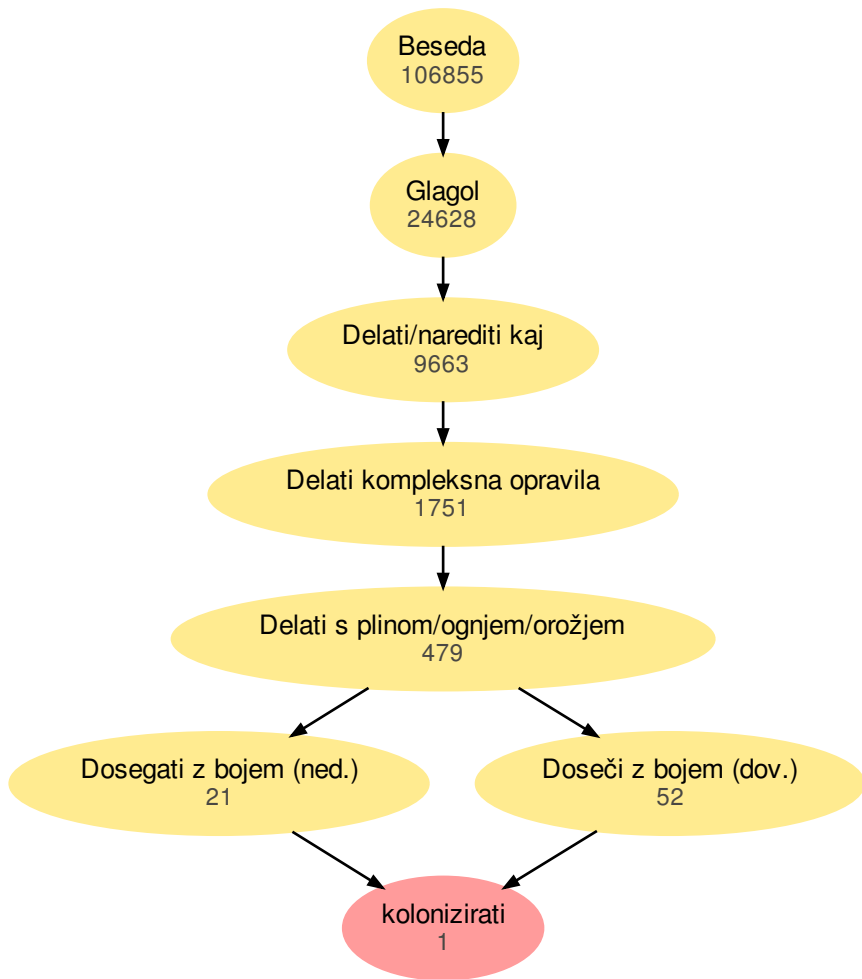 Beseda
106855
Glagol
24628
Delati/narediti kaj
9663
Delati kompleksna opravila
1751
Delati s plinom/ognjem/orožjem
479
Dosegati z bojem (ned.)
21
Doseči z bojem (dov.)
52
kolonizirati
1